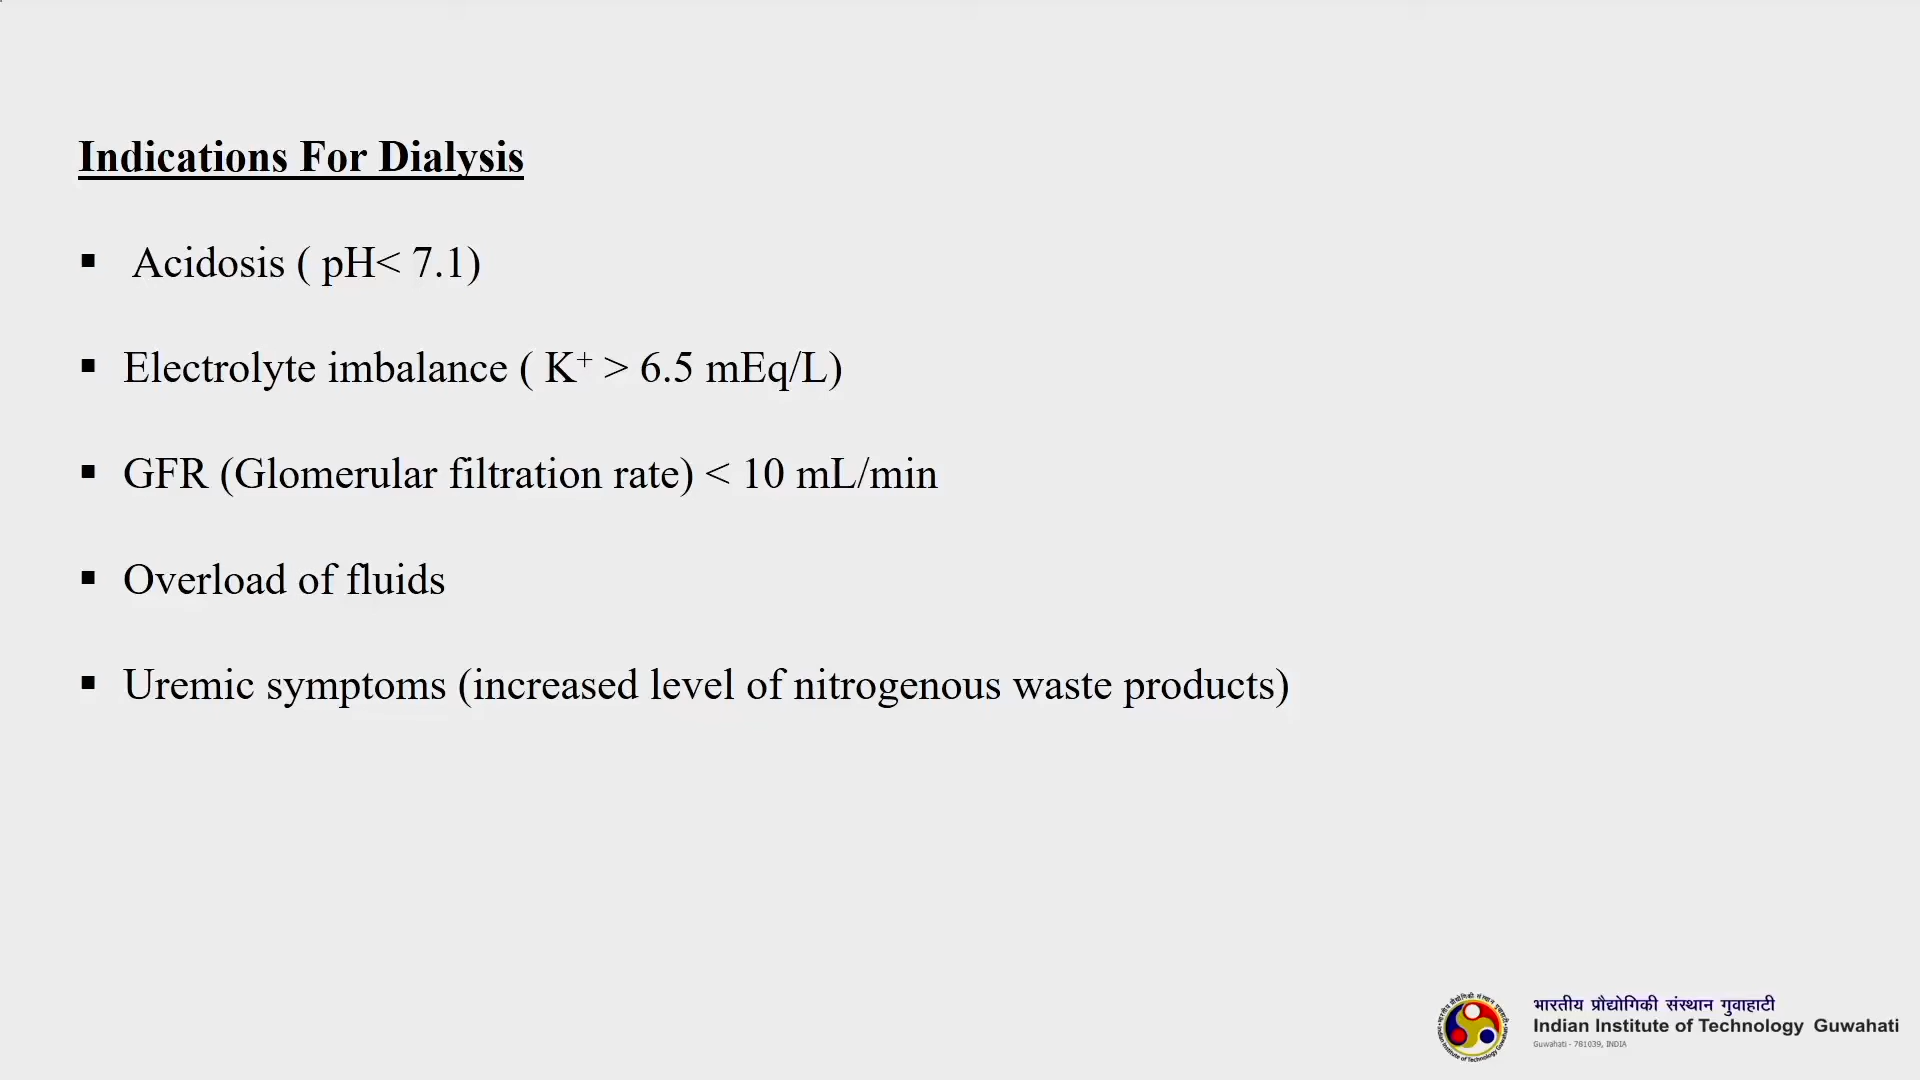 Indications For Dialysis
▪ Acidosis ( pH< 7.1)
▪ Electrolyte imbalance ( K⁺ > 6.5 mEq/L)
▪ GFR (Glomerular filtration rate) < 10 mL/min
▪ Overload of fluids
▪ Uremic symptoms (increased level of nitrogenous waste products)
भारतीय प्रौद्योगिकी संस्थान गुवाहाटी
Indian Institute of Technology Guwahati
Guwahati - 781039, INDIA